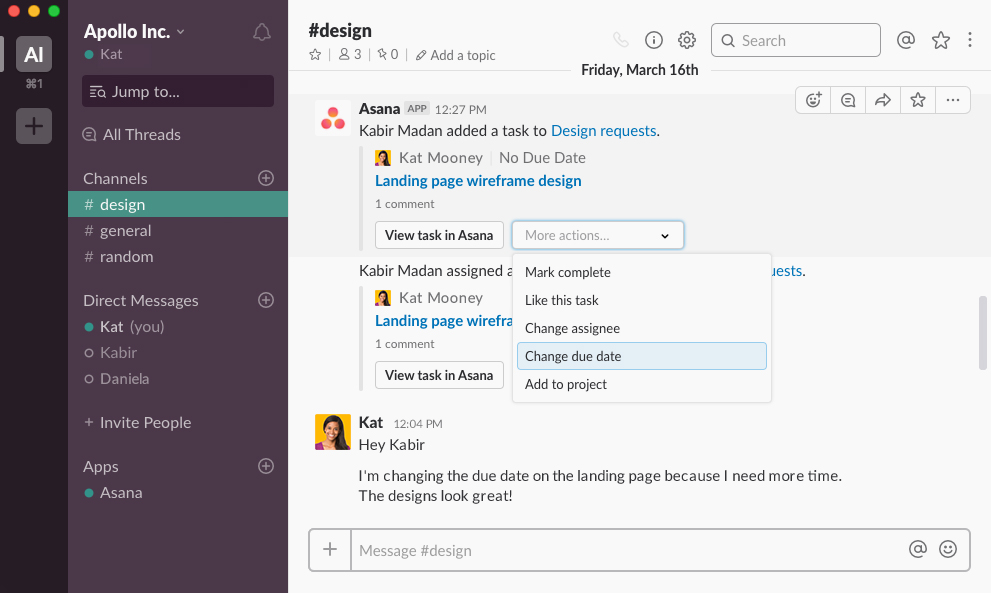 AI
⌘1
Apollo Inc.
Kat
Jump to...
All Threads
Channels
# design
# general
# random
Direct Messages
Kat (you)
Kabir
Daniela
+ Invite People
Apps
Asana
#design
3
0
Add a topic
Search
Friday, March 16th
Asana APP 12:27 PM
Kabir Madan added a task to Design requests.
Kat Mooney | No Due Date
Landing page wireframe design
1 comment
View task in Asana
More actions...
Mark complete
Like this task
Change assignee
Change due date
Add to project
Kabir Madan assigned a
uests.
Kat Mooney
Landing page wirefra
1 comment
View task in Asana
Kat 12:04 PM
Hey Kabir
I'm changing the due date on the landing page because I need more time.
The designs look great!
Message #design